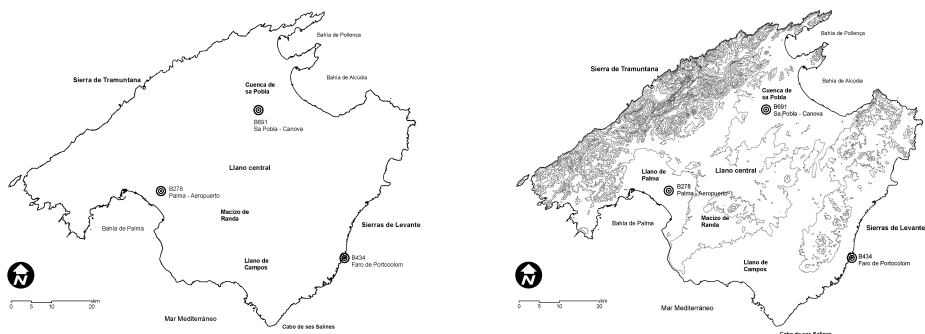 Bahía de Pollença
Sierra de Tramuntana
Bahía de Alcúdia
Cuenca de
sa Pobla
B691
Sa Pobla - Canova
Llano central
B278
Palma - Aeropuerto
Macizo de
Randa
Bahía de Palma
Sierras de Levante
Llano de
Campos
B434
Faro de Portocolom
N
km
0 5 10 20
Mar Mediterráneo
Cabo de ses Salines
Bahía de Pollença
Sierra de Tramuntana
Bahía de Alcúdia
Cuenca de
sa Pobla
B691
Sa Pobla - Canova
Llano de
Palma
Llano central
B278
Palma - Aeropuerto
Macizo de
Randa
Bahía de Palma
Sierras de Levante
Llano de
Campos
B434
Faro de Portocolom
N
km
0 5 10 20
Mar Mediterráneo
Cabo de ses Salines